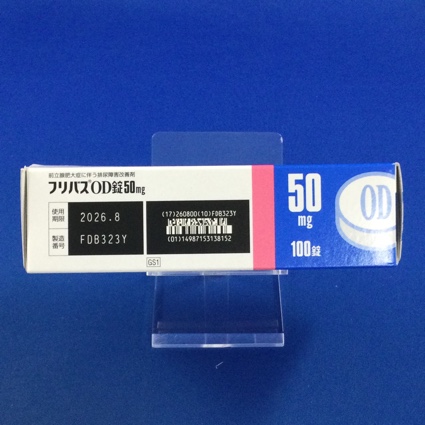 前立腺肥大症に伴う排尿障害改善剤
フリバスOD錠50mg
使用
期限
2026.8
製造
番号
FDB323Y
(17)260800(10)FDB323Y
(01)14987153138152
GS1
50
mg
100錠
OD